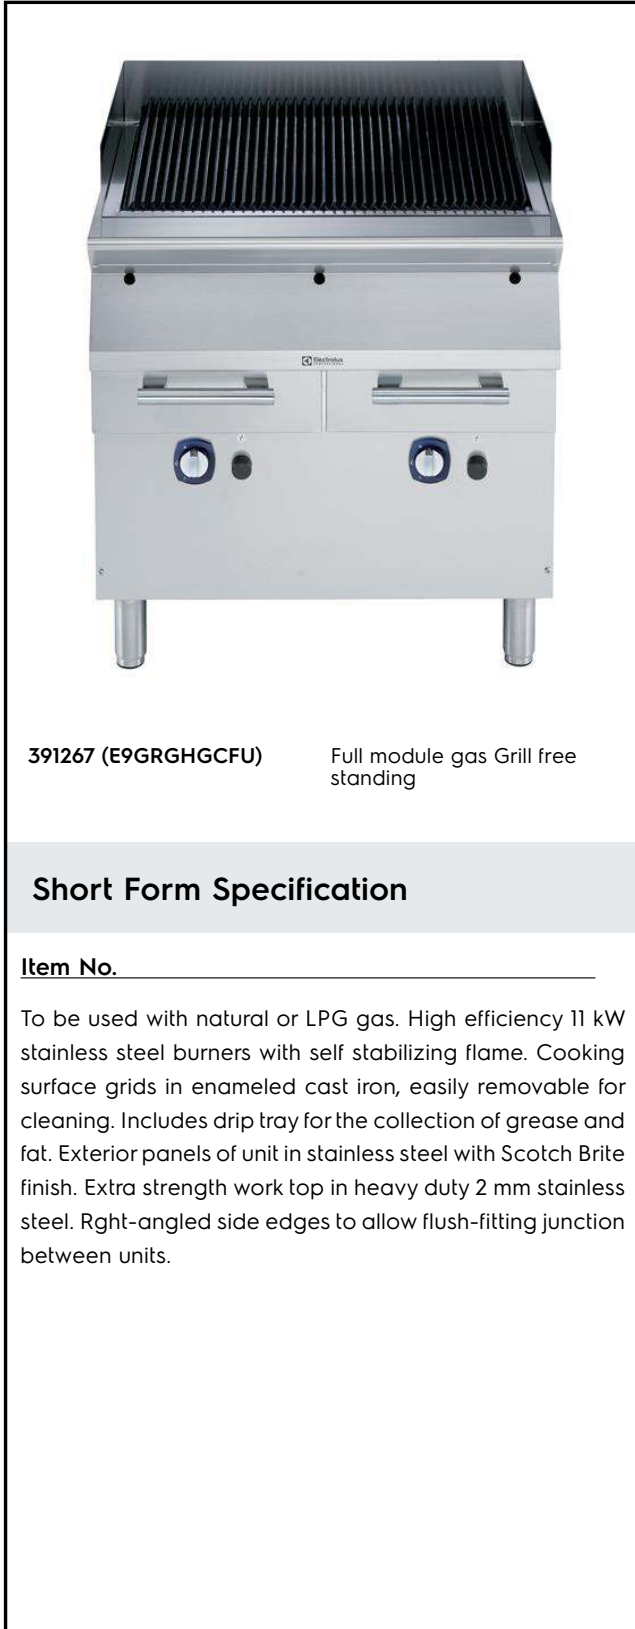 Electrolux
PROFESSIONAL
391267 (E9GRGHGCFU)
Full module gas Grill free
standing
Short Form Specification
Item No.
To be used with natural or LPG gas. High efficiency 11 kW
stainless steel burners with self stabilizing flame. Cooking
surface grids in enameled cast iron, easily removable for
cleaning. Includes drip tray for the collection of grease and
fat. Exterior panels of unit in stainless steel with Scotch Brite
finish. Extra strength work top in heavy duty 2 mm stainless
steel. Rght-angled side edges to allow flush-fitting junction
between units.